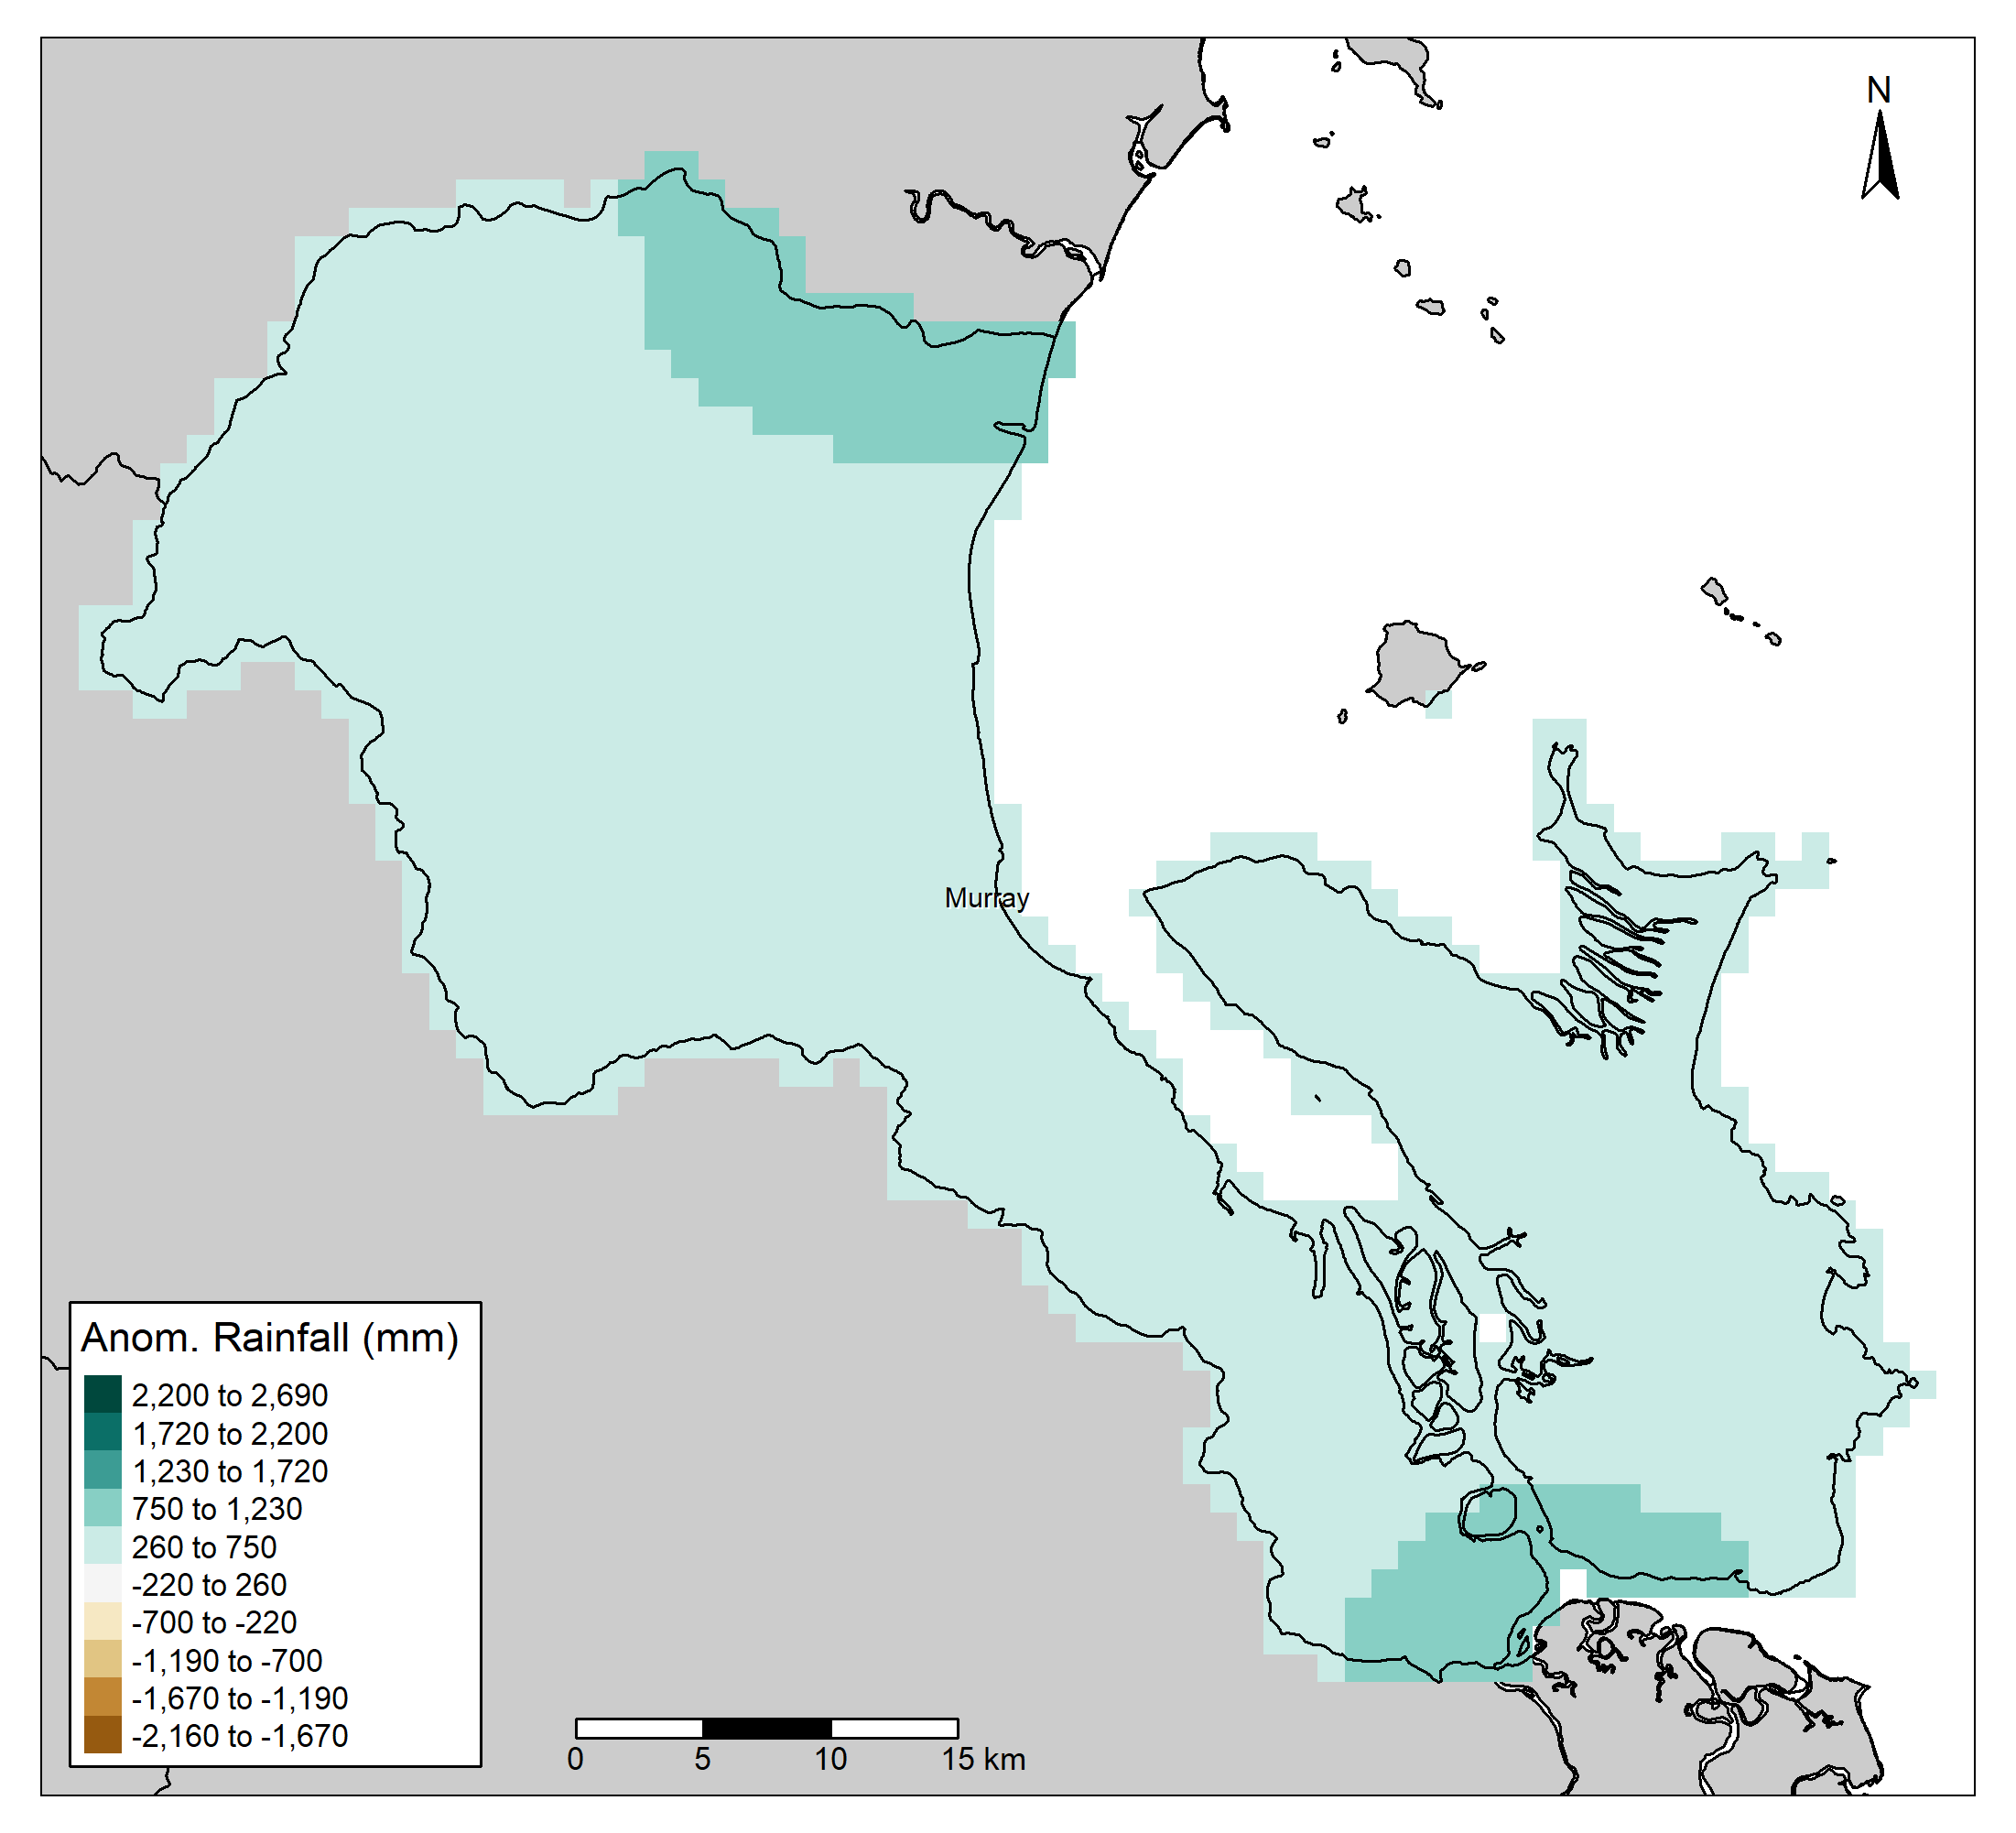 N
Murray
Anom. Rainfall (mm)
2,200 to 2,690
1,720 to 2,200
1,230 to 1,720
750 to 1,230
260 to 750
-220 to 260
-700 to -220
-1,190 to -700
-1,670 to -1,190
-2,160 to -1,670
0 5 10 15 km